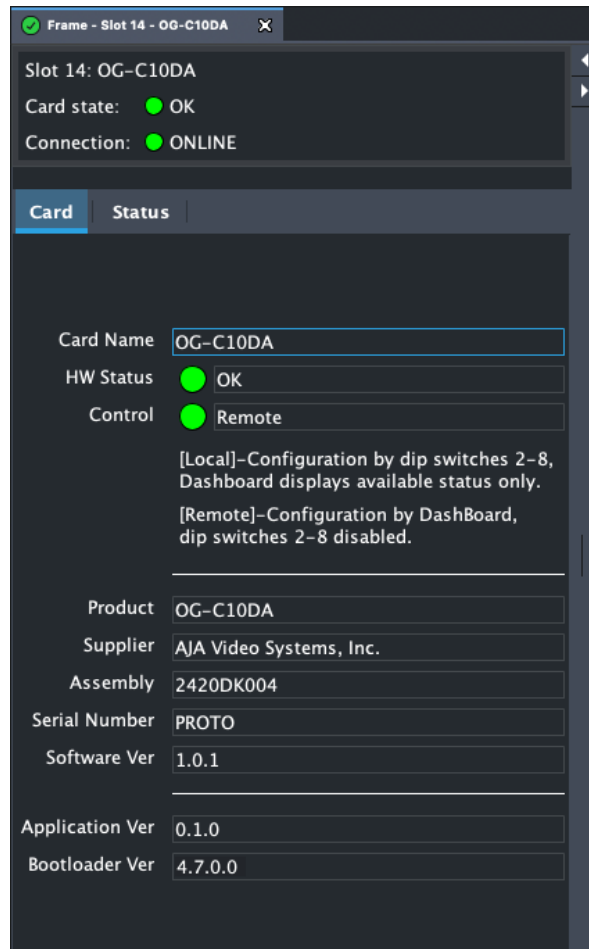 Frame - Slot 14 - OG-C10DA
Slot 14: OG-C10DA
Card state: OK
Connection: ONLINE
Card Status
Card Name OG-C10DA
HW Status OK
Control Remote
[Local]-Configuration by dip switches 2-8,
Dashboard displays available status only.
[Remote]-Configuration by DashBoard,
dip switches 2-8 disabled.
Product OG-C10DA
Supplier AJA Video Systems, Inc.
Assembly 2420DK004
Serial Number PROTO
Software Ver 1.0.1
Application Ver 0.1.0
Bootloader Ver 4.7.0.0